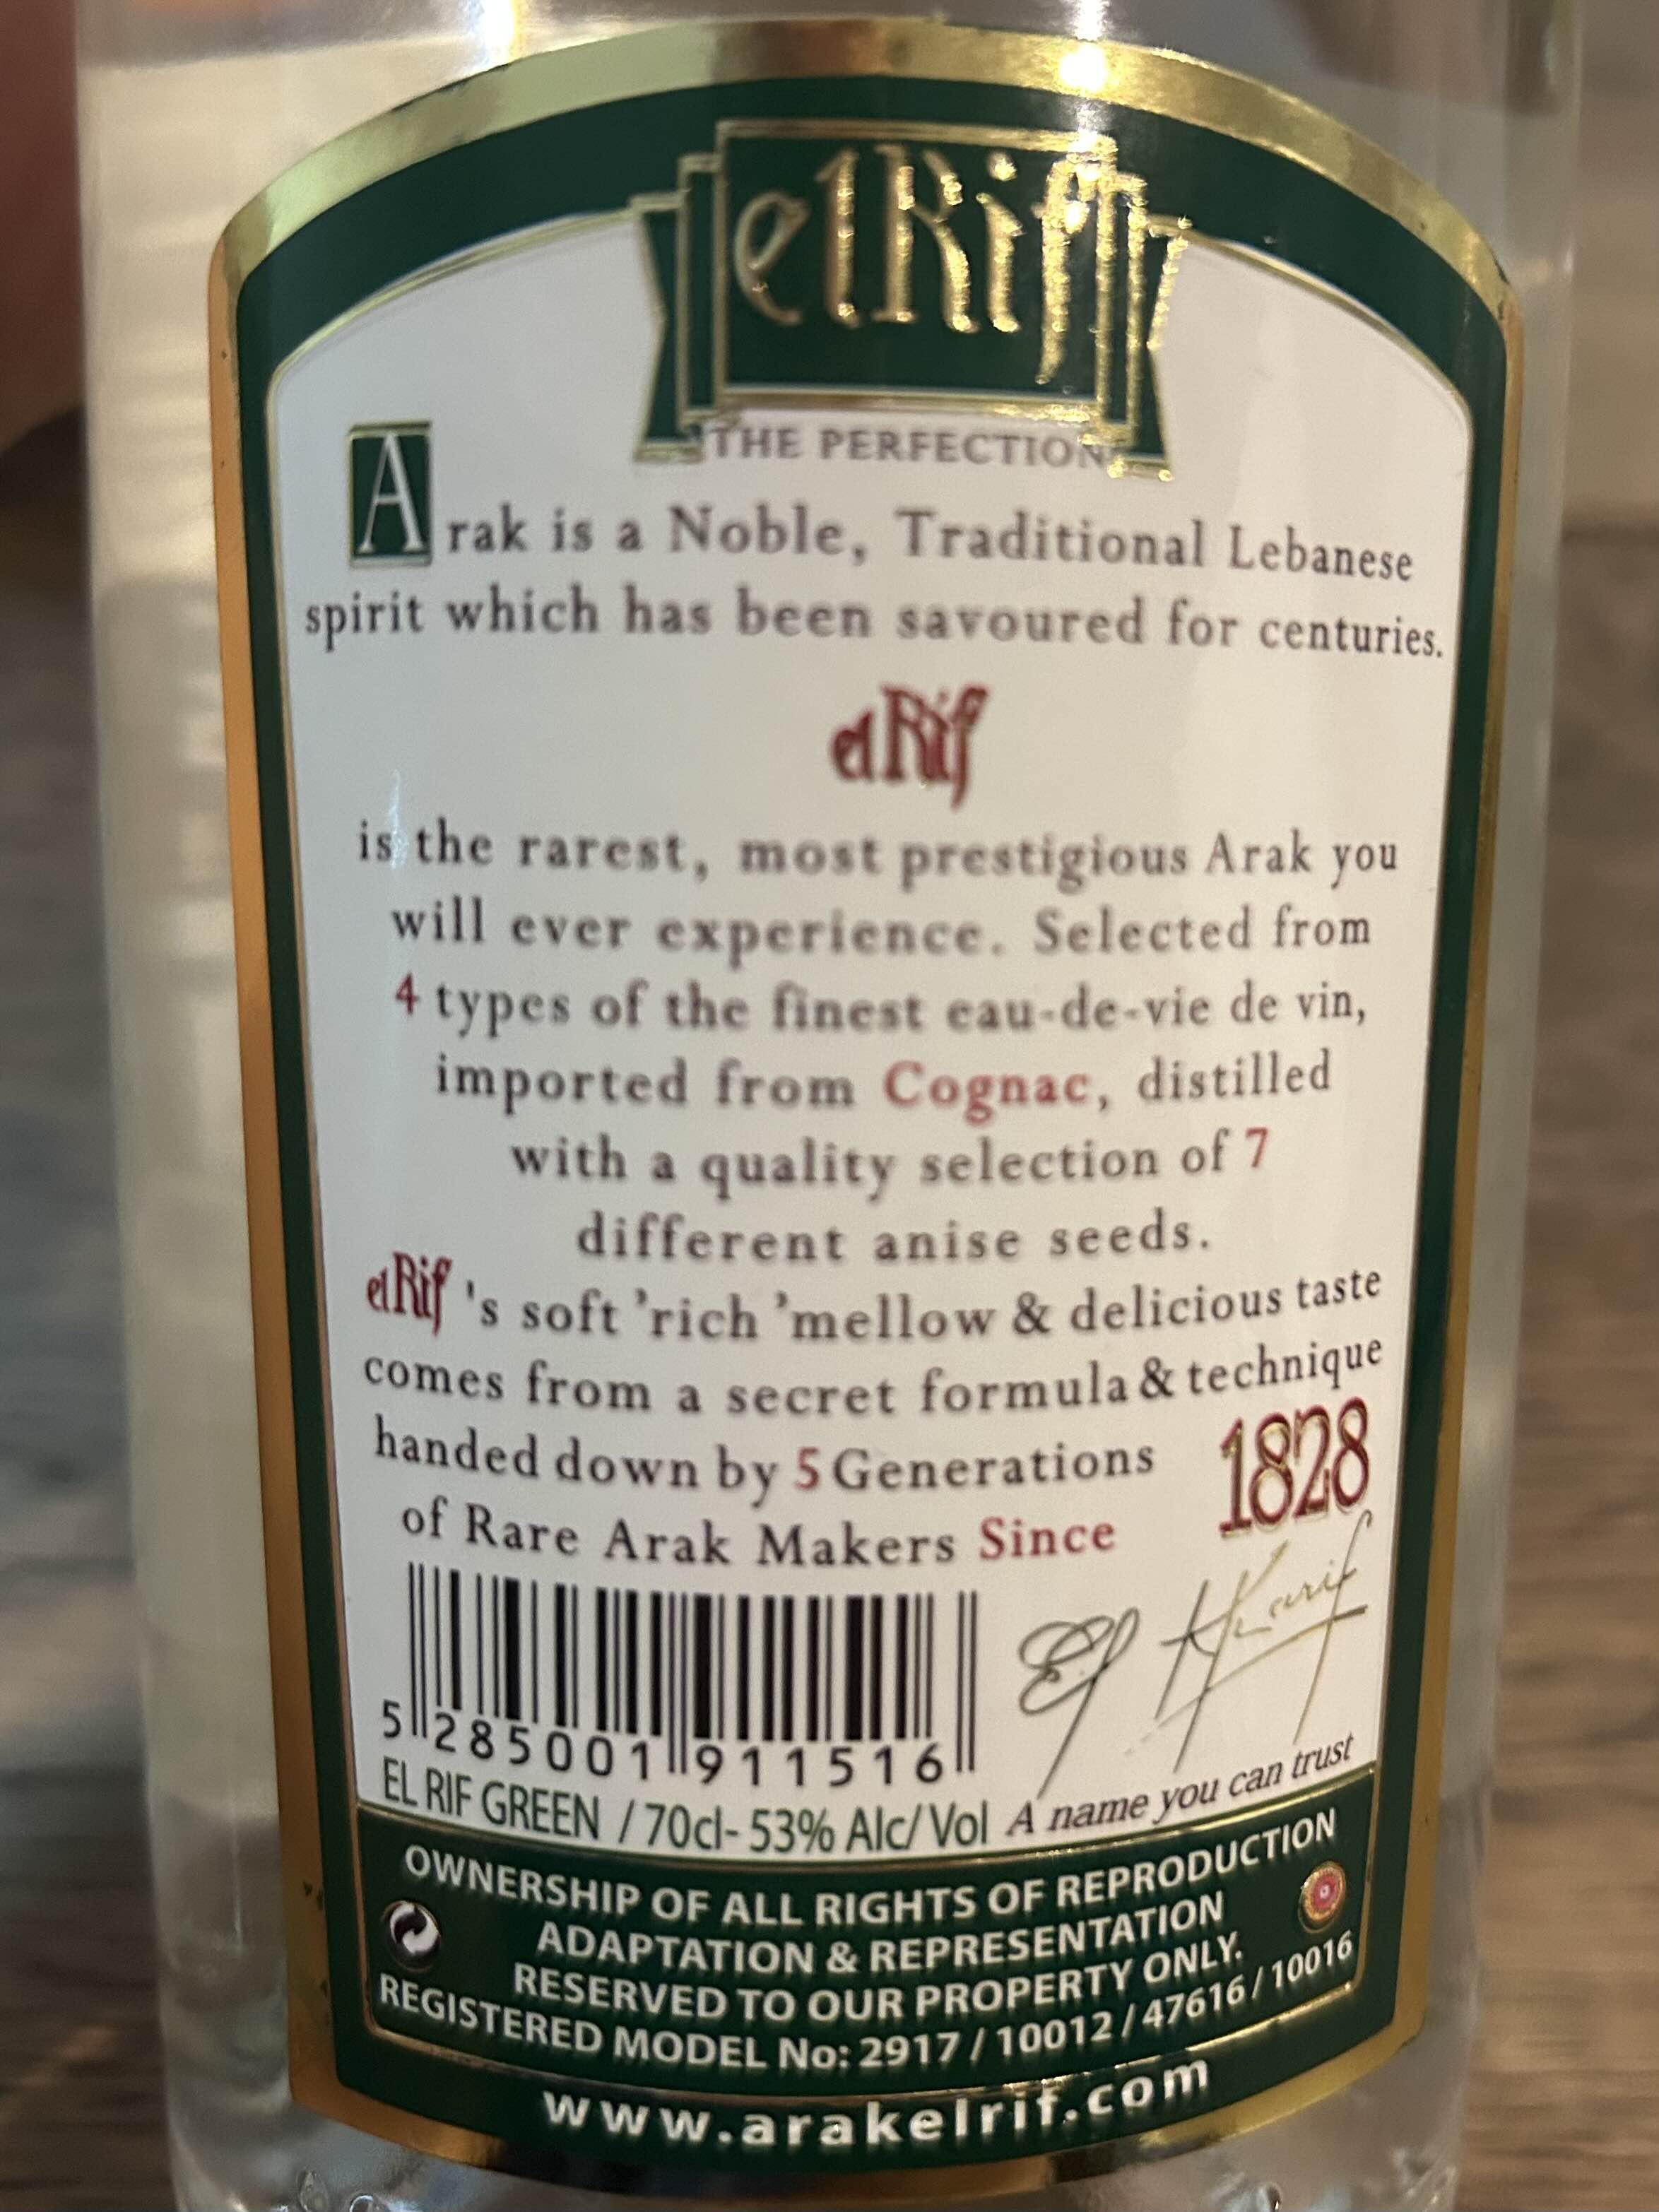 elRif
THE PERFECTION
Arak is a Noble, Traditional Lebanese
spirit which has been savoured for centuries.
elRif
is the rarest, most prestigious Arak you
will ever experience. Selected from
4 types of the finest eau-de-vie de vin,
imported from Cognac, distilled
with a quality selection of 7
different anise seeds.
elRif 's soft 'rich 'mellow & delicious taste
comes from a secret formula & technique
handed down by 5 Generations
of Rare Arak Makers Since 1828
5 285001 911516
EL RIF GREEN / 70cl- 53% Alc/ Vol
A name you can trust
OWNERSHIP OF ALL RIGHTS OF REPRODUCTION
ADAPTATION & REPRESENTATION
RESERVED TO OUR PROPERTY ONLY.
REGISTERED MODEL No: 2917 / 10012 / 47616 / 10016
www.arakelrif.com